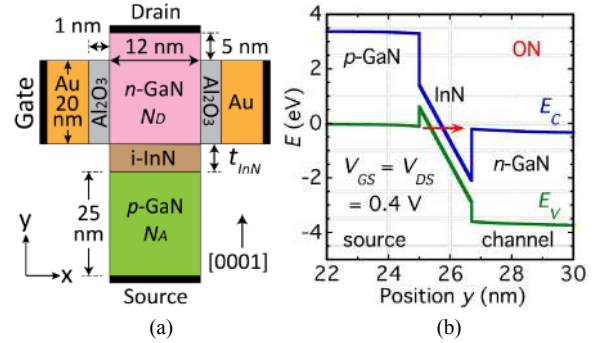 Drain
1 nm
12 nm
5 nm
Gate
Au
20
nm
Al2O3
n-GaN
ND
Al2O3
Au
i-InN
tInN
25
nm
p-GaN
NA
y
x
[0001]
Source
(a)
E (eV)
4
2
0
-2
-4
p-GaN
ON
InN
EC
n-GaN
VGS = VDS
= 0.4 V
EV
source
channel
22 24 26 28 30
Position y (nm)
(b)